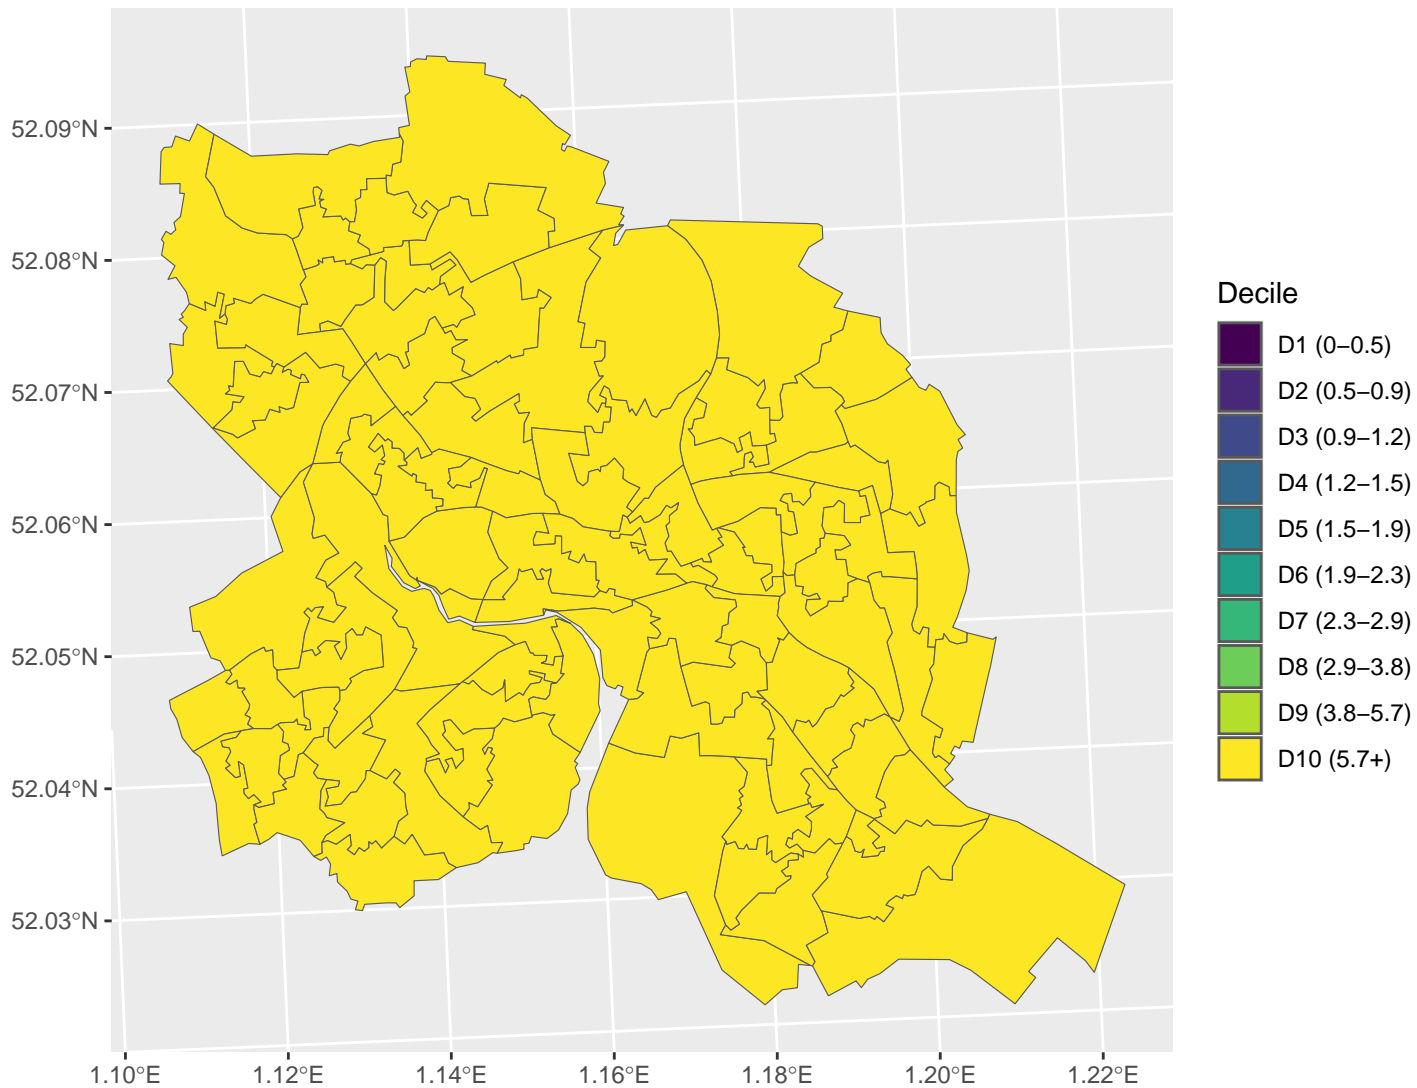 52.09°N
52.08°N
52.07°N
52.06°N
52.05°N
52.04°N
52.03°N
1.10°E 1.12°E 1.14°E 1.16°E 1.18°E 1.20°E 1.22°E
Decile
D1 (0–0.5)
D2 (0.5–0.9)
D3 (0.9–1.2)
D4 (1.2–1.5)
D5 (1.5–1.9)
D6 (1.9–2.3)
D7 (2.3–2.9)
D8 (2.9–3.8)
D9 (3.8–5.7)
D10 (5.7+)